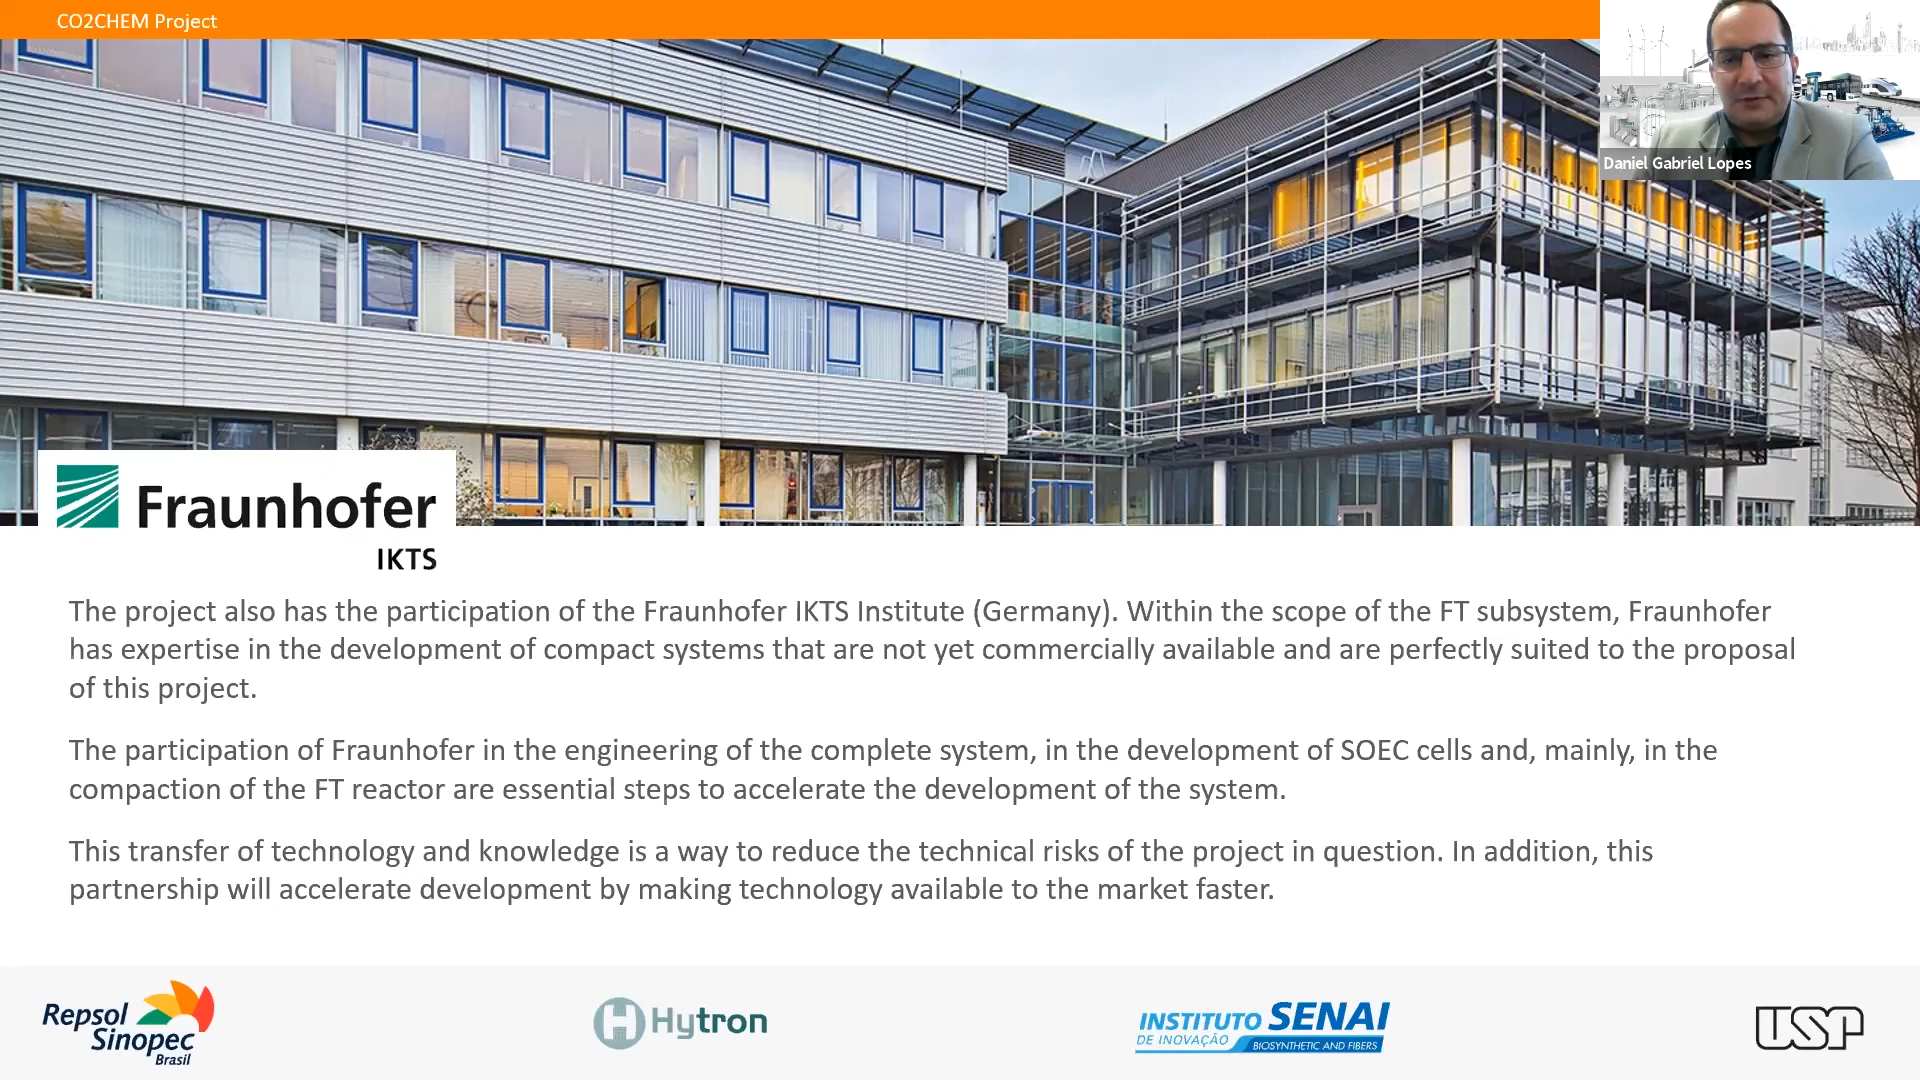 CO2CHEM Project
Daniel Gabriel Lopes
Fraunhofer
IKTS
The project also has the participation of the Fraunhofer IKTS Institute (Germany). Within the scope of the FT subsystem, Fraunhofer
has expertise in the development of compact systems that are not yet commercially available and are perfectly suited to the proposal
of this project.
The participation of Fraunhofer in the engineering of the complete system, in the development of SOEC cells and, mainly, in the
compaction of the FT reactor are essential steps to accelerate the development of the system.
This transfer of technology and knowledge is a way to reduce the technical risks of the project in question. In addition, this
partnership will accelerate development by making technology available to the market faster.
Repsol
Sinopec
Brasil
H Hytron
INSTITUTO SENAI
DE INOVAÇÃO BIOSYNTHETIC AND FIBERS
USP